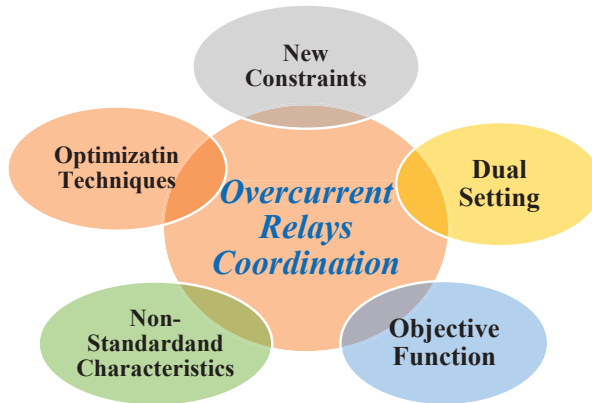 New
Constraints
Optimizatin
Techniques
Dual
Setting
Overcurrent
Relays
Coordination
Non-
Standardand
Characteristics
Objective
Function